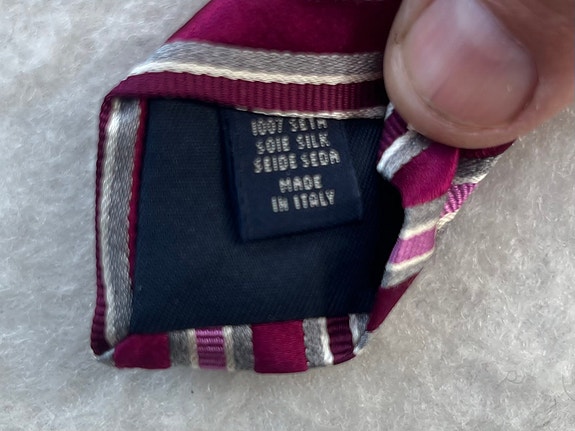 100% SETA
SOIE SILK
SEIDE SEDA
MADE
IN ITALY